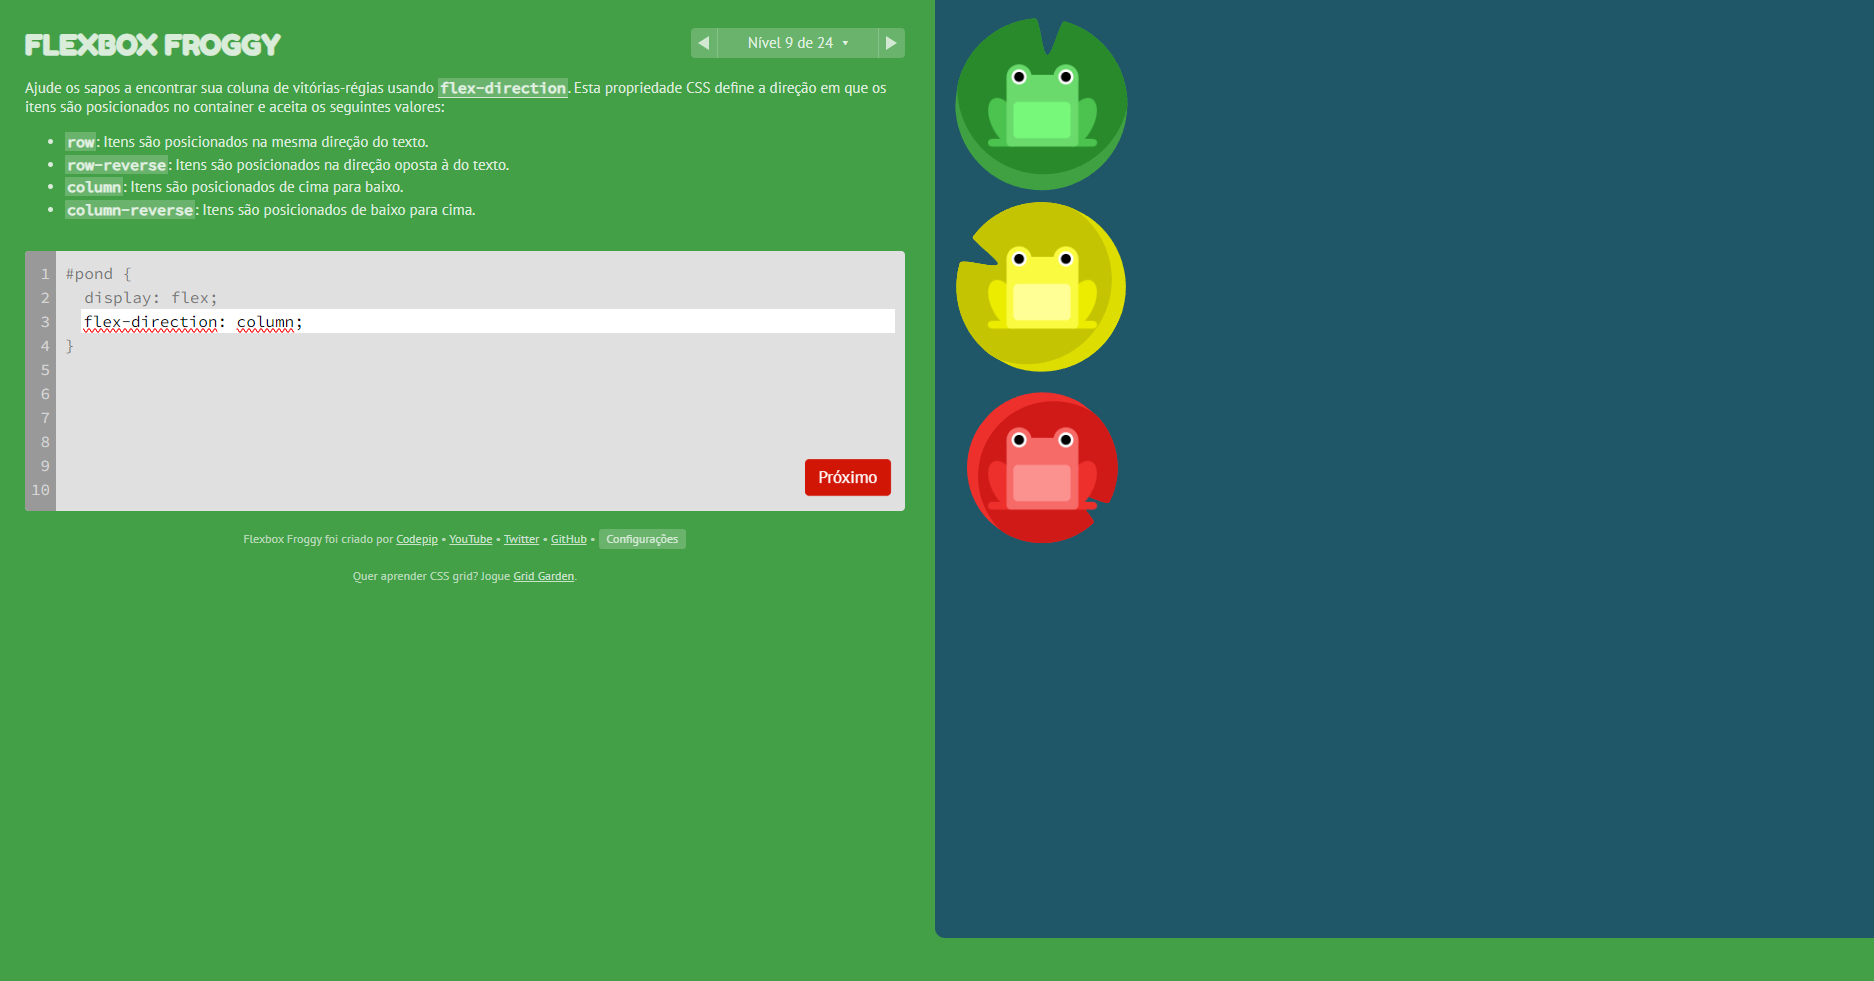 FLEXBOX FROGGY
Nível 9 de 24
Ajude os sapos a encontrar sua coluna de vitórias-régias usando flex-direction. Esta propriedade CSS define a direção em que os
itens são posicionados no container e aceita os seguintes valores:
• row: Itens são posicionados na mesma direção do texto.
• row-reverse: Itens são posicionados na direção oposta à do texto.
• column: Itens são posicionados de cima para baixo.
• column-reverse: Itens são posicionados de baixo para cima.
1 #pond {
2 display: flex;
3 flex-direction: column;
4 }
5
6
7
8
9
10
Próximo
Flexbox Froggy foi criado por Codepip • YouTube • Twitter • GitHub • Configurações
Quer aprender CSS grid? Jogue Grid Garden.